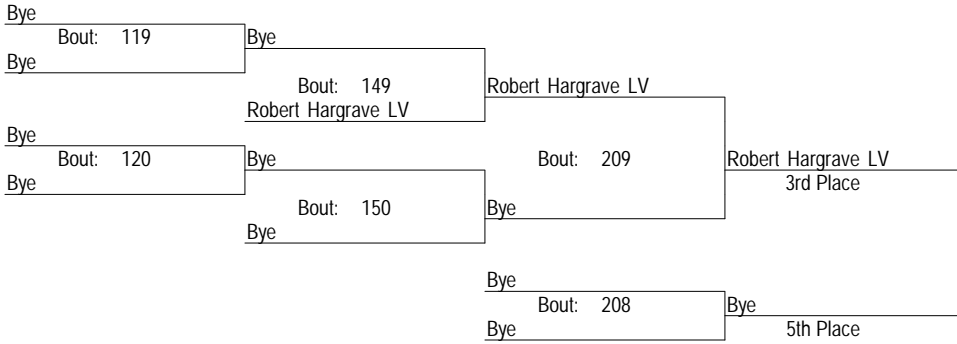 Bye
Bout: 119
Bye
Bye
Bout: 149
Robert Hargrave LV
Robert Hargrave LV
Bye
Bout: 120
Bye
Bye
Bout: 209
Robert Hargrave LV
3rd Place
Bout: 150
Bye
Bye
Bye
Bout: 208
Bye
Bye
5th Place